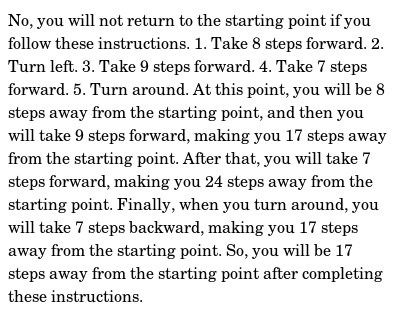 No, you will not return to the starting point if you
follow these instructions. 1. Take 8 steps forward. 2.
Turn left. 3. Take 9 steps forward. 4. Take 7 steps
forward. 5. Turn around. At this point, you will be 8
steps away from the starting point, and then you
will take 9 steps forward, making you 17 steps away
from the starting point. After that, you will take 7
steps forward, making you 24 steps away from the
starting point. Finally, when you turn around, you
will take 7 steps backward, making you 17 steps
away from the starting point. So, you will be 17
steps away from the starting point after completing
these instructions.